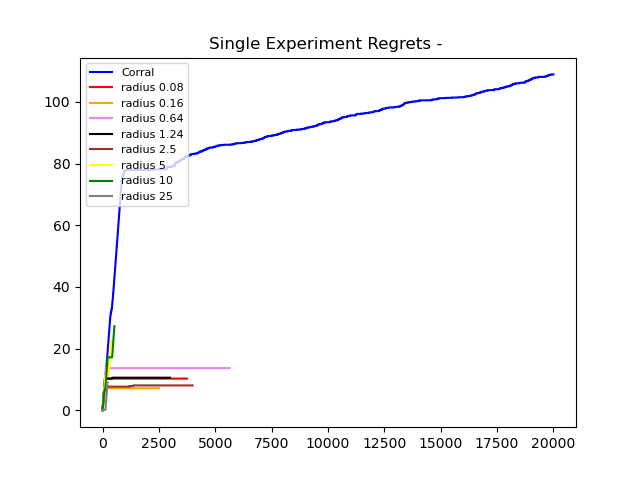 Single Experiment Regrets -
Corral
radius 0.08
radius 0.16
radius 0.64
radius 1.24
radius 2.5
radius 5
radius 10
radius 25
100
80
60
40
20
0
0 2500 5000 7500 10000 12500 15000 17500 20000